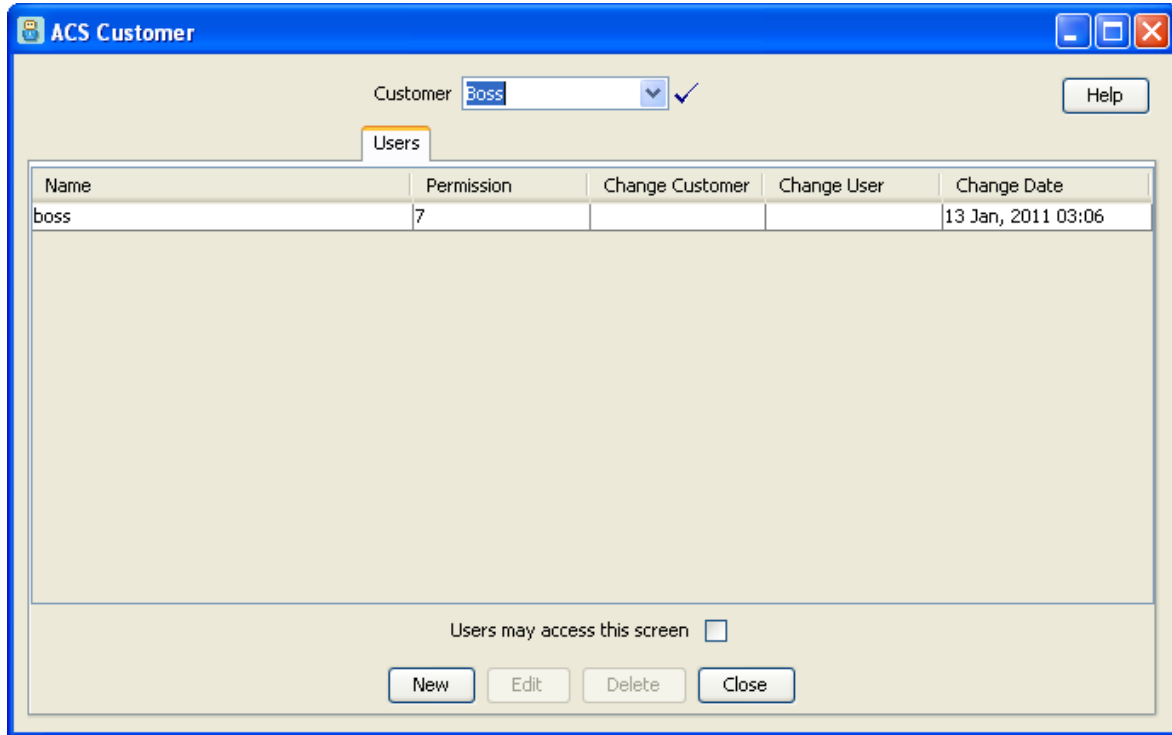 ACS Customer
Customer Boss
Help
Users
Name Permission Change Customer Change User Change Date
boss 7 13 Jan, 2011 03:06
Users may access this screen
New Edit Delete Close